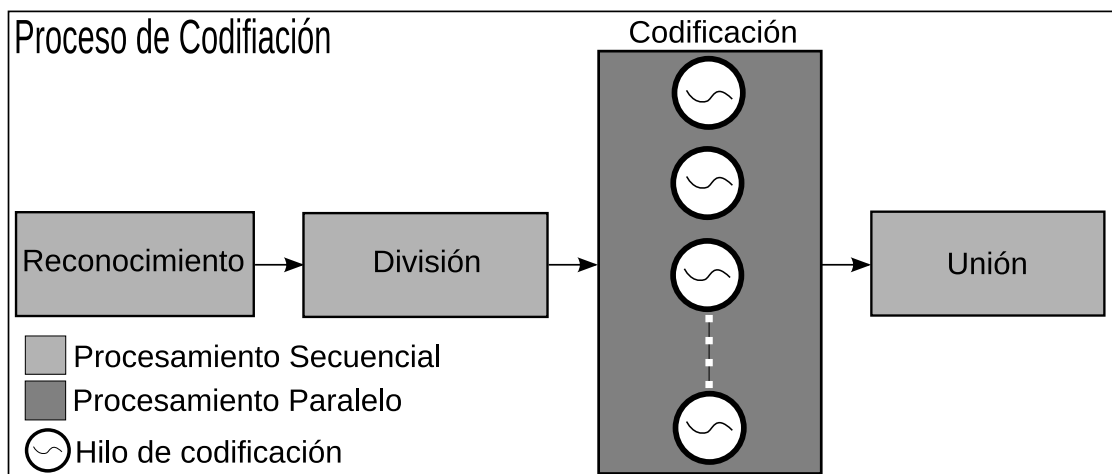 Proceso de Codifiación
Codificación
Reconocimiento
División
Unión
Procesamiento Secuencial
Procesamiento Paralelo
Hilo de codificación